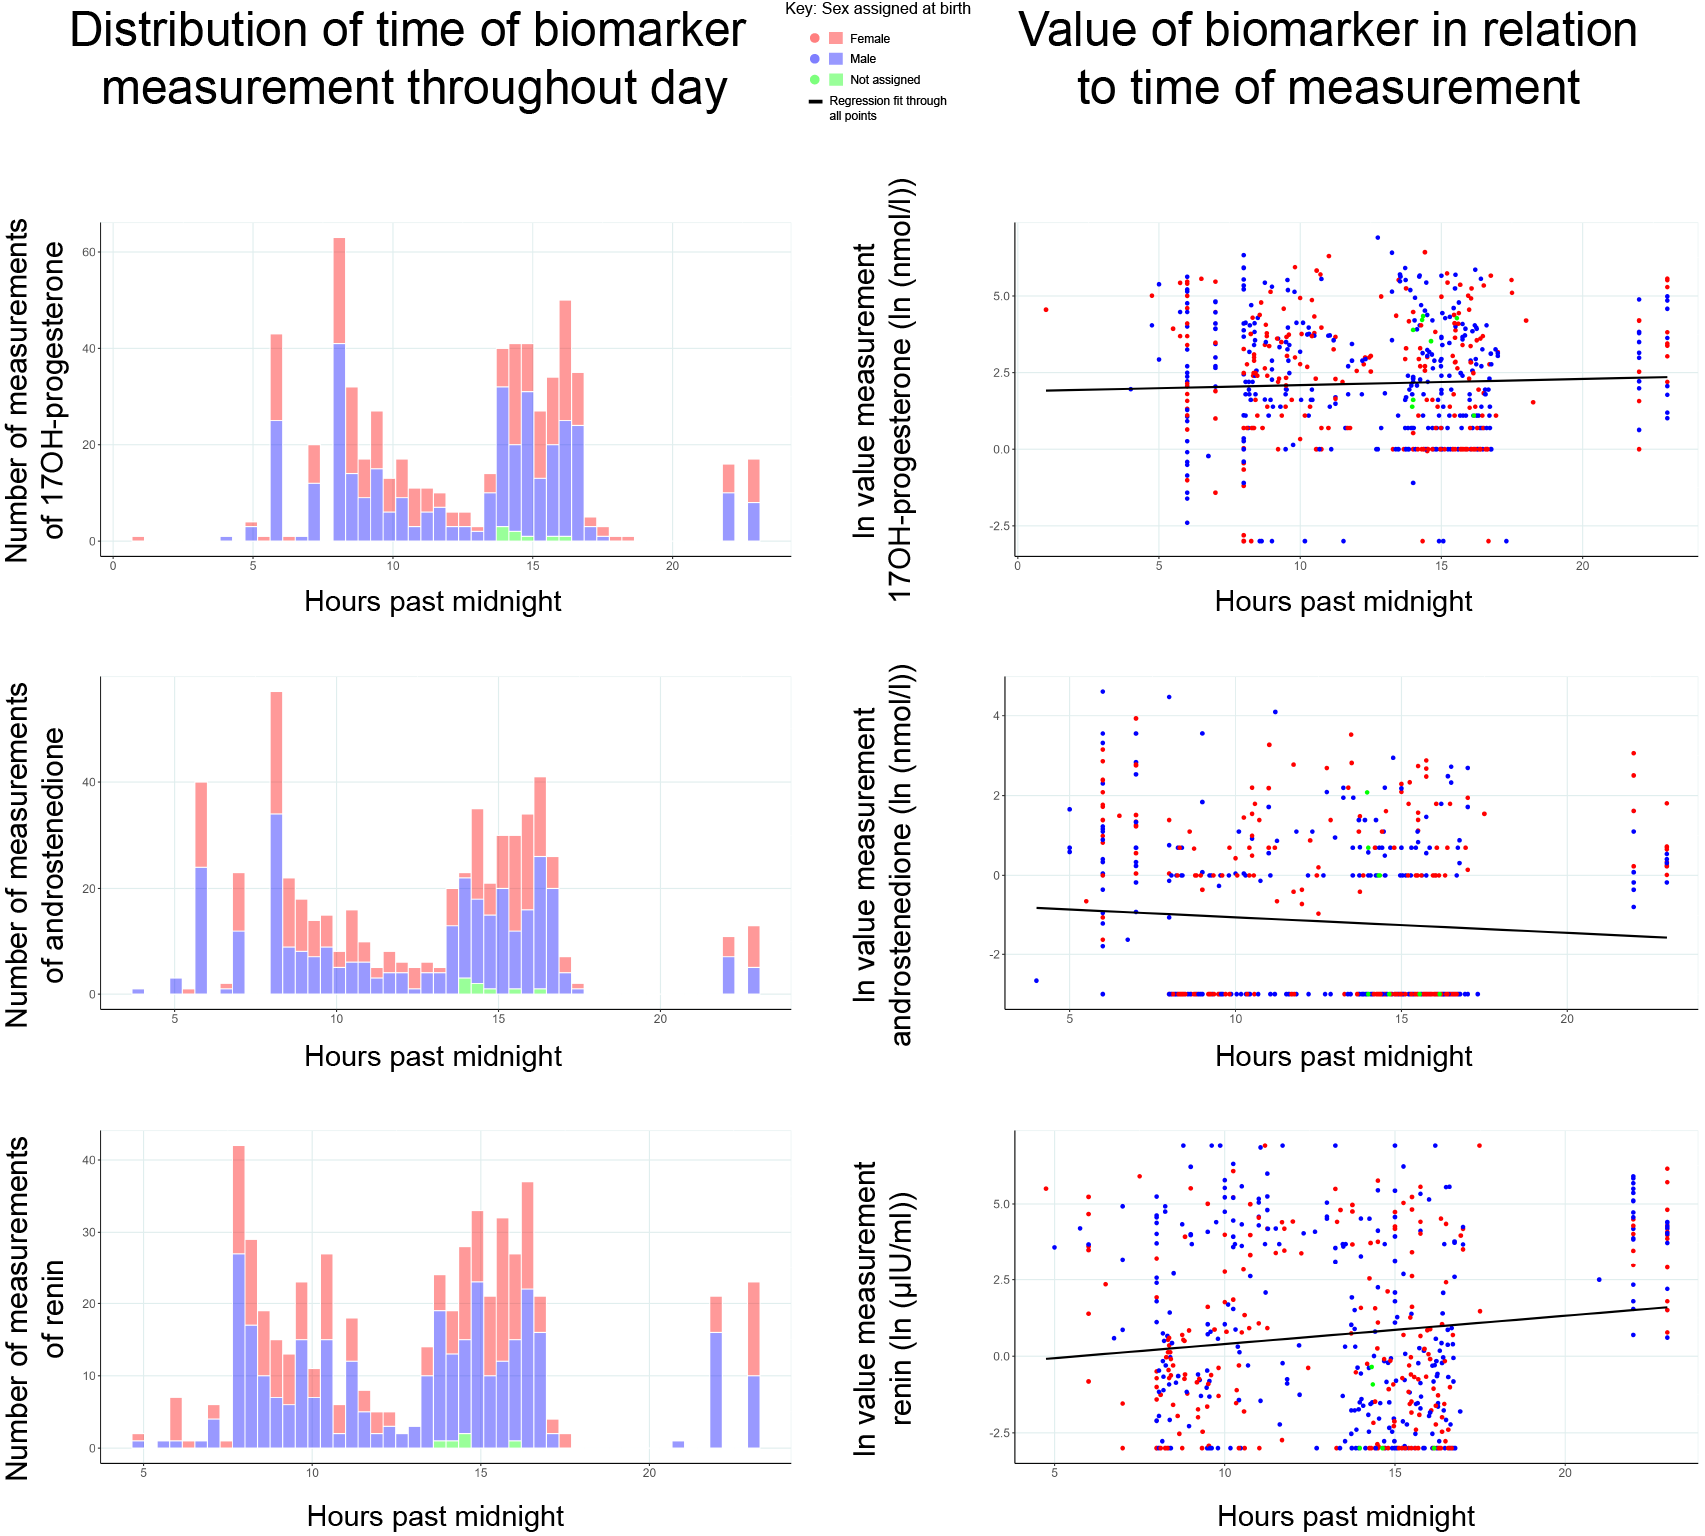 Distribution of time of biomarker
measurement throughout day
Key: Sex assigned at birth
Female
Male
Not assigned
Regression fit through
all points
Value of biomarker in relation
to time of measurement
Number of measurements
of 17OH-progesterone
60
40
20
0
0 5 10 15 20
Hours past midnight
ln value measurement
17OH-progesterone (ln (nmol/l))
5.0
2.5
0.0
-2.5
0 5 10 15 20
Hours past midnight
Number of measurements
of androstenedione
40
20
0
5 10 15 20
Hours past midnight
ln value measurement
androstenedione (ln (nmol/l))
4
2
0
-2
5 10 15 20
Hours past midnight
Number of measurements
of renin
40
30
20
10
0
5 10 15 20
Hours past midnight
ln value measurement
renin (ln (µIU/ml))
5.0
2.5
0.0
-2.5
5 10 15 20
Hours past midnight